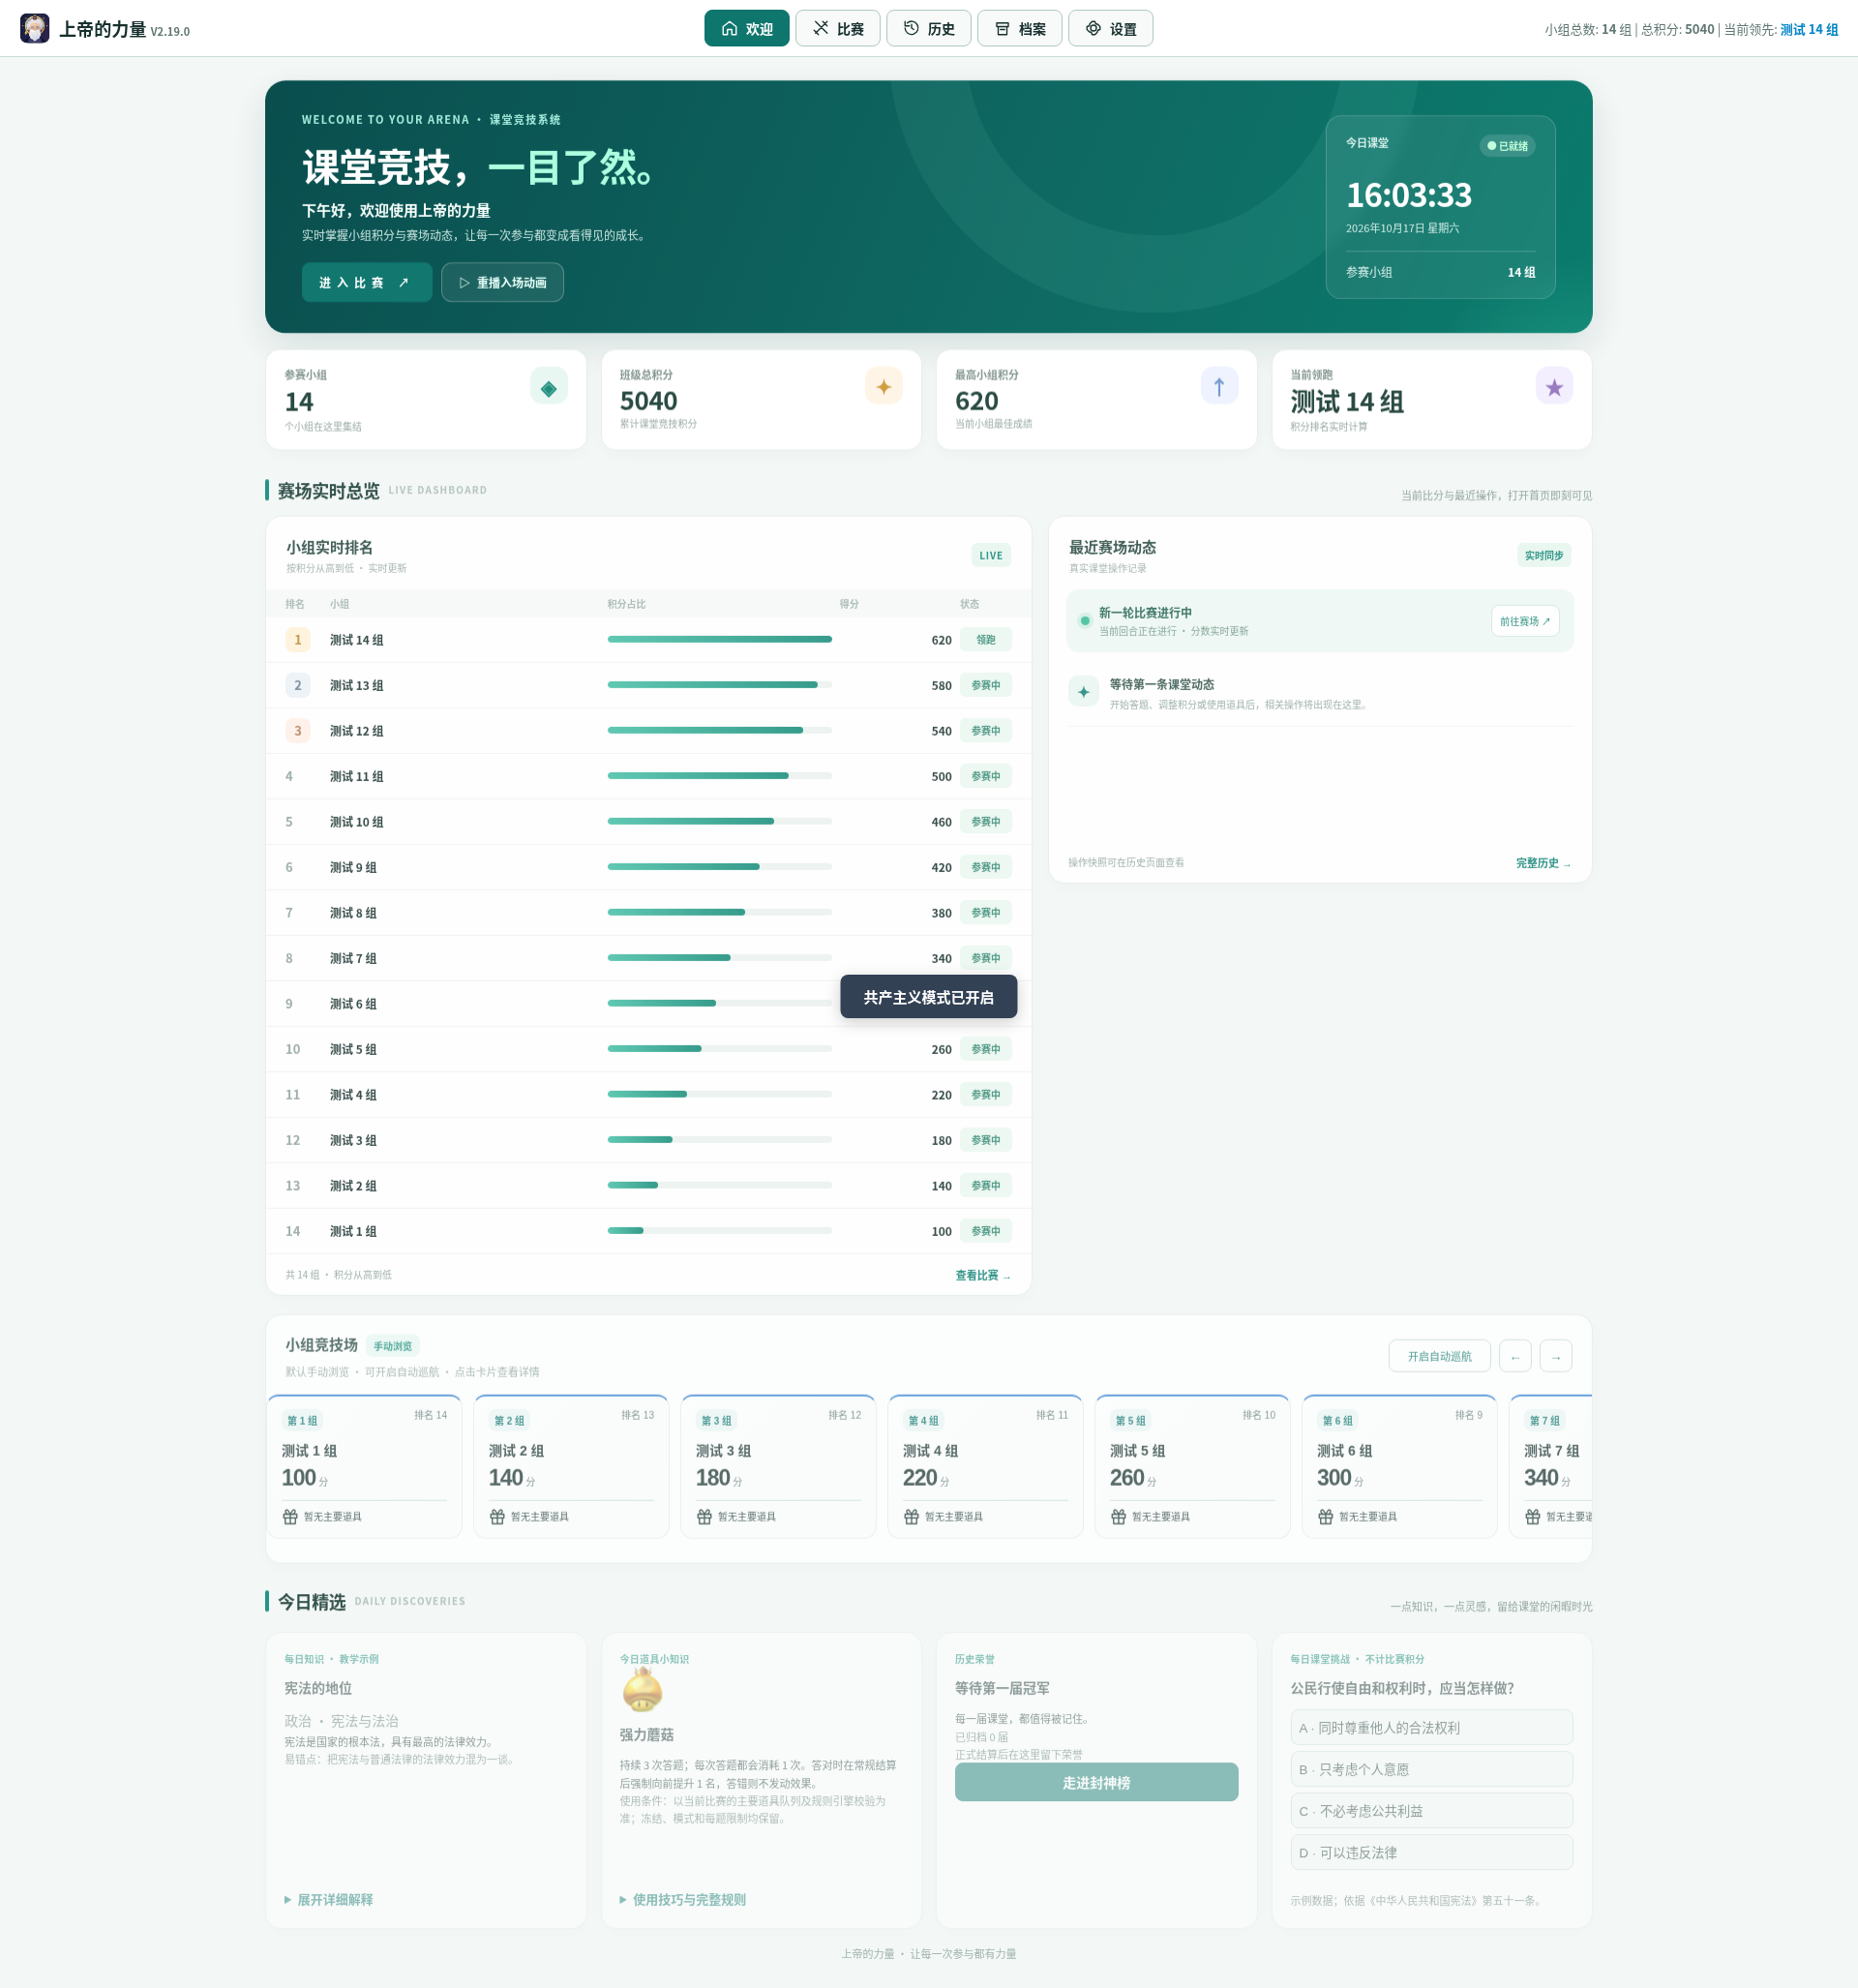 上帝的力量 V2.19.0
欢迎
比赛
历史
档案
设置
小组总数: 14 组 | 总积分: 5040 | 当前领先: 测试 14 组
WELCOME TO YOUR ARENA · 课堂竞技系统
课堂竞技，一目了然。
下午好，欢迎使用上帝的力量
实时掌握小组积分与赛场动态，让每一次参与都变成看得见的成长。
进入比赛 ↗
▷ 重播入场动画
今日课堂
已就绪
16:03:33
2026年10月17日 星期六
参赛小组 14 组
参赛小组
14
个小组在这里集结
班级总积分
5040
累计课堂竞技积分
最高小组积分
620
当前小组最佳成绩
当前领跑
测试 14 组
积分排名实时计算
赛场实时总览 LIVE DASHBOARD
当前比分与最近操作，打开首页即刻可见
小组实时排名
按积分从高到低 · 实时更新
LIVE
排名 小组 积分占比 得分 状态
1 测试 14 组 620 领跑
2 测试 13 组 580 参赛中
3 测试 12 组 540 参赛中
4 测试 11 组 500 参赛中
5 测试 10 组 460 参赛中
6 测试 9 组 420 参赛中
7 测试 8 组 380 参赛中
8 测试 7 组 340 参赛中
9 测试 6 组
共产主义模式已开启
10 测试 5 组 260 参赛中
11 测试 4 组 220 参赛中
12 测试 3 组 180 参赛中
13 测试 2 组 140 参赛中
14 测试 1 组 100 参赛中
共 14 组 · 积分从高到低
查看比赛 →
最近赛场动态
真实课堂操作记录
实时同步
新一轮比赛进行中
当前回合正在进行 · 分数实时更新
前往赛场 ↗
等待第一条课堂动态
开始答题、调整积分或使用道具后，相关操作将出现在这里。
操作快照可在历史页面查看
完整历史 →
小组竞技场 手动浏览
默认手动浏览 · 可开启自动巡航 · 点击卡片查看详情
开启自动巡航 ← →
第 1 组 排名 14
测试 1 组
100 分
暂无主要道具
第 2 组 排名 13
测试 2 组
140 分
暂无主要道具
第 3 组 排名 12
测试 3 组
180 分
暂无主要道具
第 4 组 排名 11
测试 4 组
220 分
暂无主要道具
第 5 组 排名 10
测试 5 组
260 分
暂无主要道具
第 6 组 排名 9
测试 6 组
300 分
暂无主要道具
第 7 组
测试 7 组
340 分
暂无主要
今日精选 DAILY DISCOVERIES
一点知识，一点灵感，留给课堂的闲暇时光
每日知识 · 教学示例
宪法的地位
政治 · 宪法与法治
宪法是国家的根本法，具有最高的法律效力。
易错点：把宪法与普通法律的法律效力混为一谈。
▶ 展开详细解释
今日道具小知识
强力蘑菇
持续 3 次答题；每次答题都会消耗 1 次。答对时在常规结算
后强制向前提升 1 名，答错则不发动效果。
使用条件：以当前比赛的主要道具队列及规则引擎校验为
准；冻结、模式和每题限制均保留。
▶ 使用技巧与完整规则
历史荣誉
等待第一届冠军
每一届课堂，都值得被记住。
已归档 0 届
正式结算后在这里留下荣誉
走进封神榜
每日课堂挑战 · 不计比赛积分
公民行使自由和权利时，应当怎样做？
A · 同时尊重他人的合法权利
B · 只考虑个人意愿
C · 不必考虑公共利益
D · 可以违反法律
示例数据；依据《中华人民共和国宪法》第五十一条。
上帝的力量 · 让每一次参与都有力量